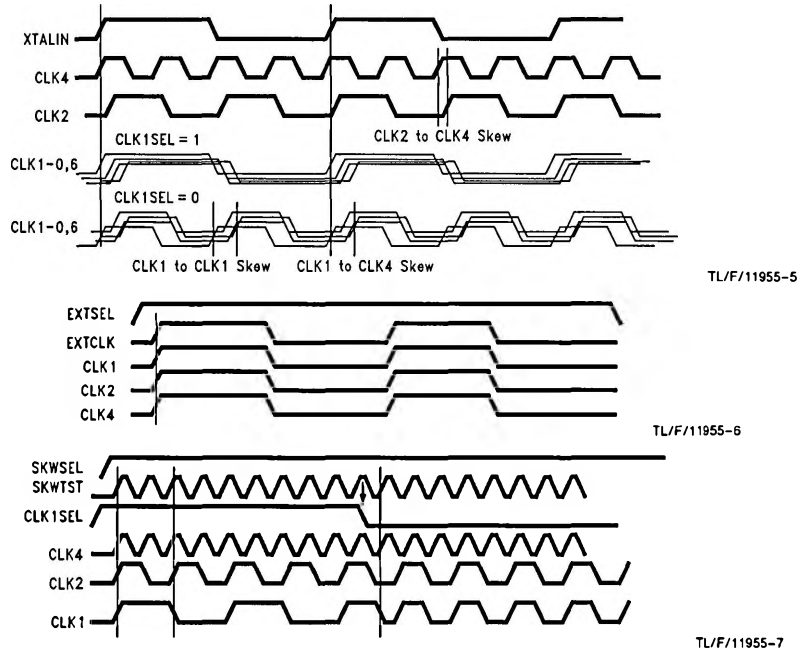 XTALIN
CLK4
CLK2
CLK2 to CLK4 Skew
CLK1SEL = 1
CLK1-0,6
CLK1SEL = 0
CLK1-0,6
CLK1 to CLK1 Skew CLK1 to CLK4 Skew
TL/F/11955-5
EXTSEL
EXTCLK
CLK1
CLK2
CLK4
TL/F/11955-6
SKWSEL
SKWTST
CLK1SEL
CLK4
CLK2
CLK1
TL/F/11955-7